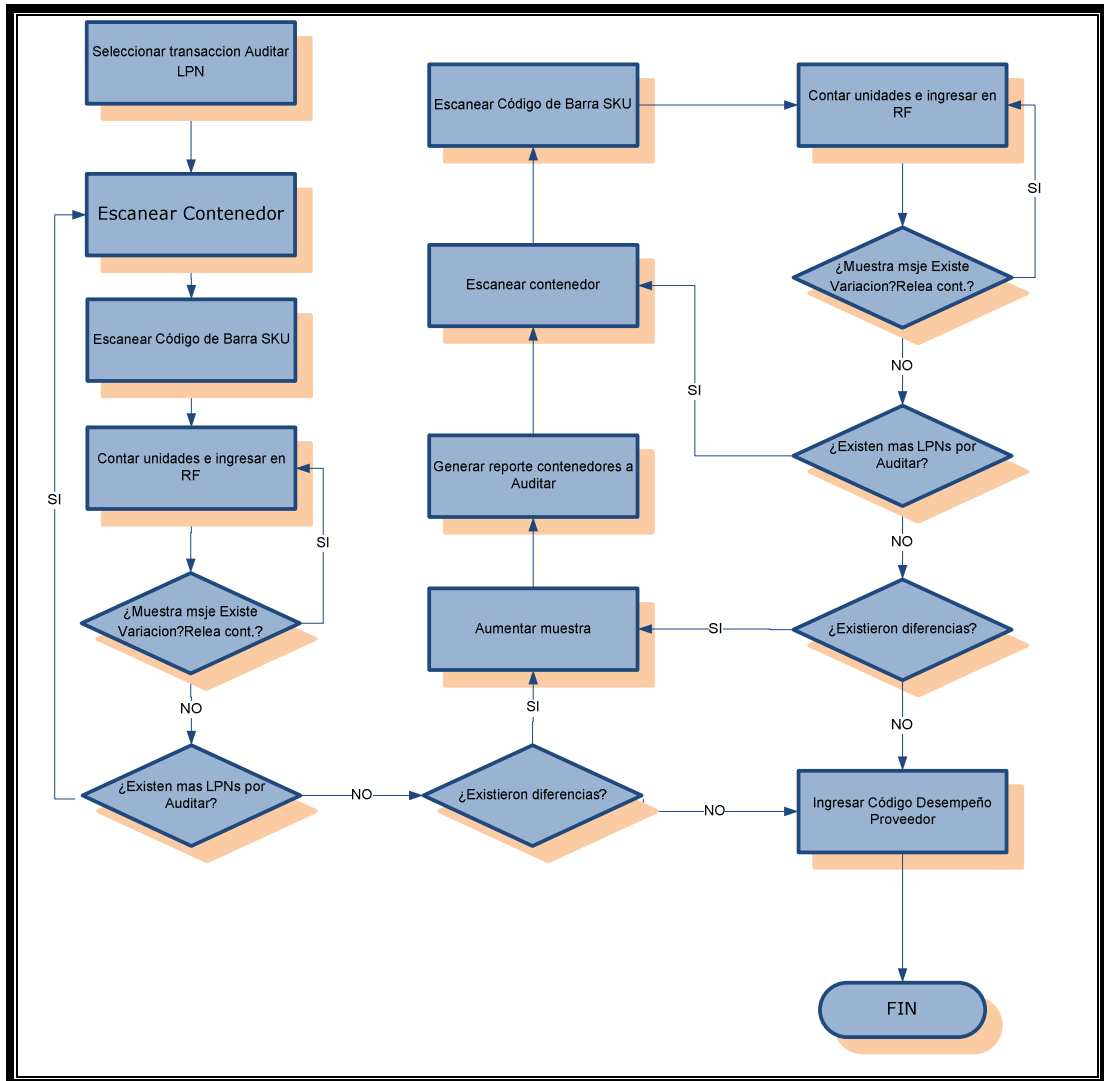 Seleccionar transaccion Auditar
LPN
Escanear Contenedor
Escanear Código de Barra SKU
Contar unidades e ingresar en
RF
SI
SI
¿Muestra msje Existe
Variacion?Relea cont.?
NO
¿Existen más LPNs por
Auditar?
NO
¿Existieron diferencias?
SI
NO
Aumentar muestra
Generar reporte contenedores a
Auditar
Escanear contenedor
Escanear Código de Barra SKU
Contar unidades e ingresar en
RF
SI
¿Muestra msje Existe
Variacion?Relea cont.?
NO
SI
¿Existen mas LPNs por
Auditar?
NO
SI
¿Existieron diferencias?
NO
Ingresar Código Desempeño
Proveedor
FIN